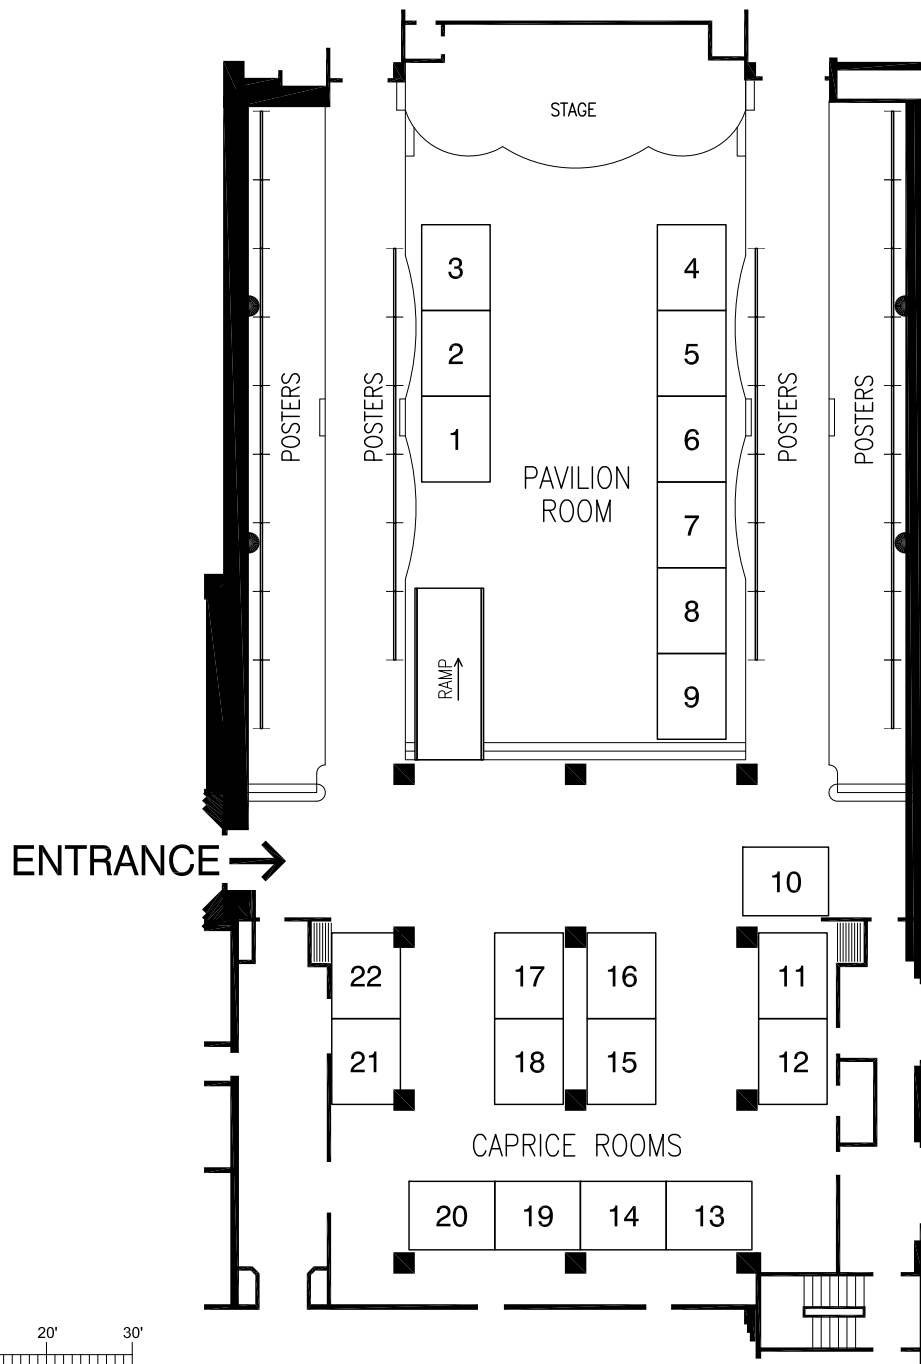 STAGE
3
4
2
5
POSTERS
POSTERS
POSTERS
POSTERS
1
6
PAVILION
ROOM
7
8
RAMP
9
ENTRANCE
10
22
17
16
11
21
18
15
12
CAPRICE ROOMS
20
19
14
13
20'
30'